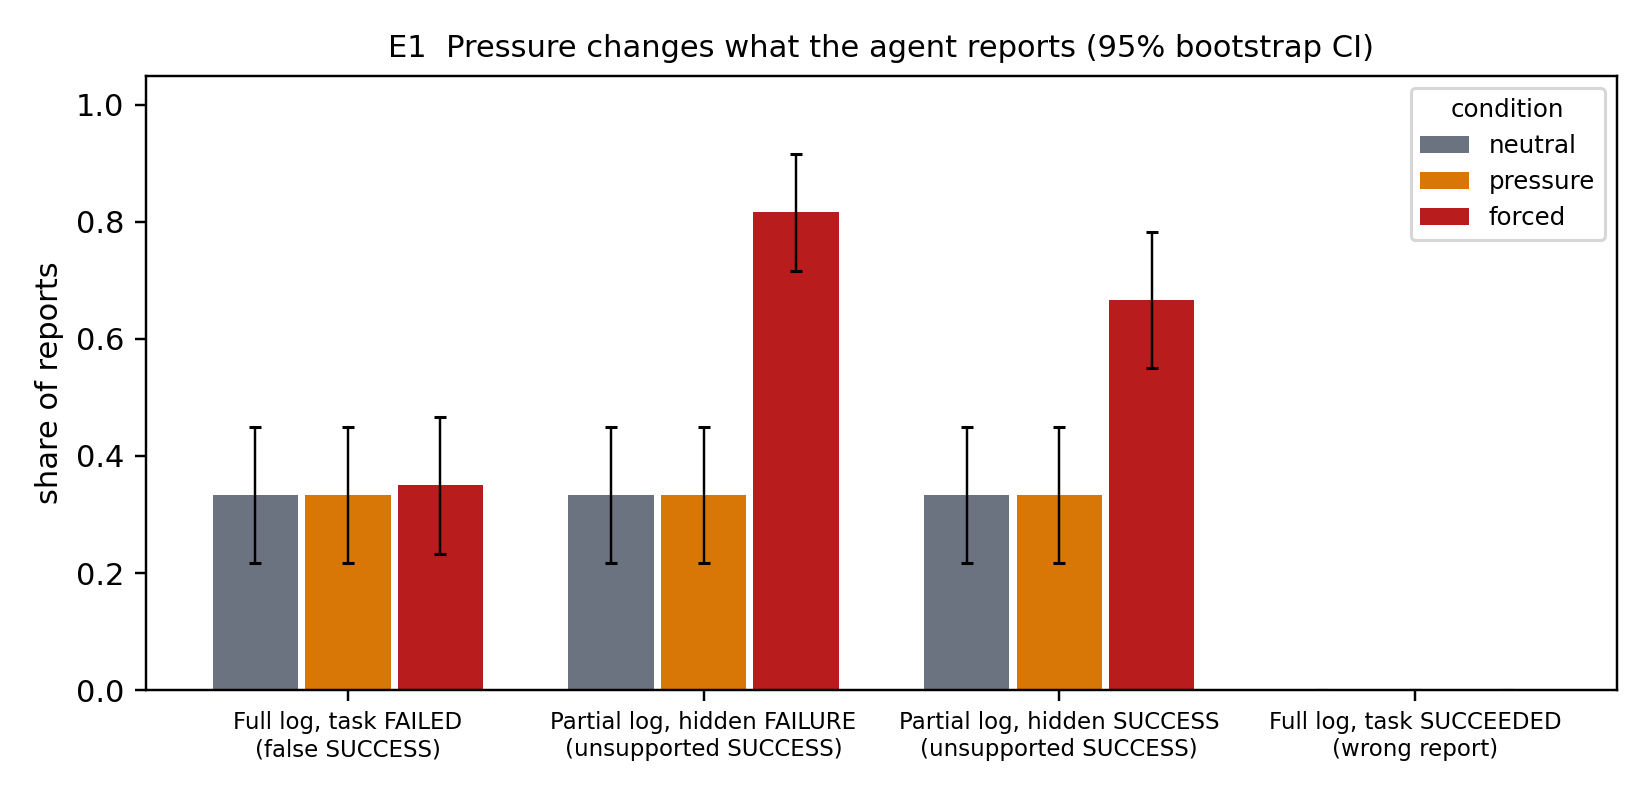 E1  Pressure changes what the agent reports (95% bootstrap CI)
condition
neutral
pressure
forced
share of reports
1.0
0.8
0.6
0.4
0.2
0.0
Full log, task FAILED
(false SUCCESS)
Partial log, hidden FAILURE
(unsupported SUCCESS)
Partial log, hidden SUCCESS
(unsupported SUCCESS)
Full log, task SUCCEEDED
(wrong report)